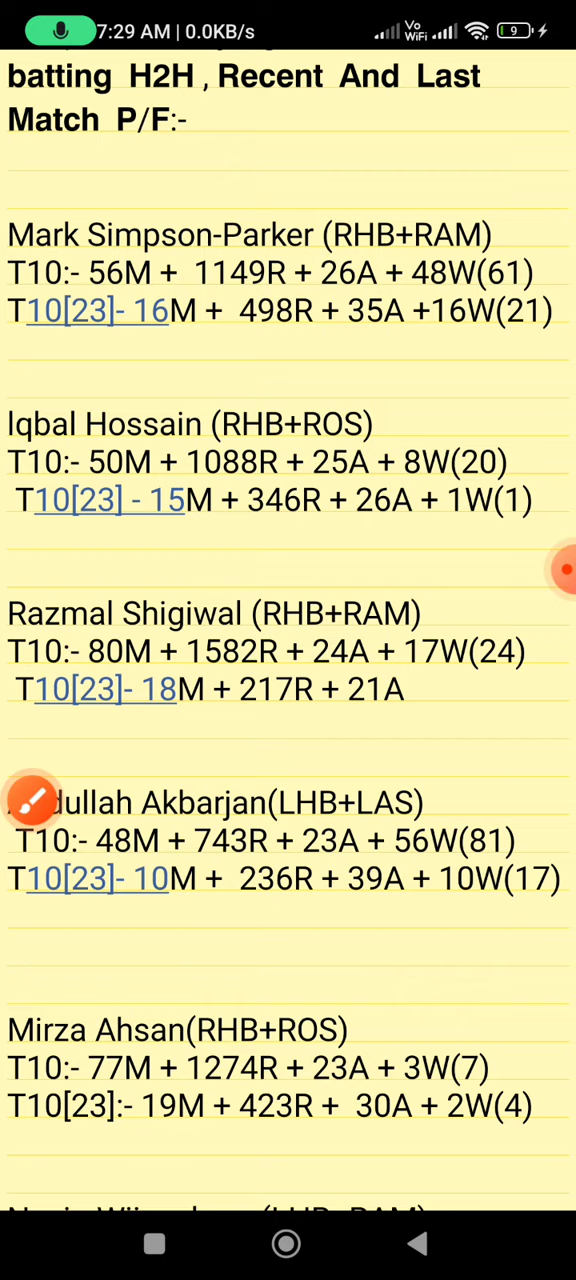 7:29 AM | 0.0KB/s
Vo WiFi
9
batting H2H , Recent And Last
Match P/F:-
Mark Simpson-Parker (RHB+RAM)
T10:- 56M + 1149R + 26A + 48W(61)
T10[23]- 16M + 498R + 35A +16W(21)
Iqbal Hossain (RHB+ROS)
T10:- 50M + 1088R + 25A + 8W(20)
T10[23] - 15M + 346R + 26A + 1W(1)
Razmal Shigiwal (RHB+RAM)
T10:- 80M + 1582R + 24A + 17W(24)
T10[23]- 18M + 217R + 21A
Akbarjan(LHB+LAS)
T10:- 48M + 743R + 23A + 56W(81)
T10[23]- 10M + 236R + 39A + 10W(17)
Mirza Ahsan(RHB+ROS)
T10:- 77M + 1274R + 23A + 3W(7)
T10[23]:- 19M + 423R + 30A + 2W(4)